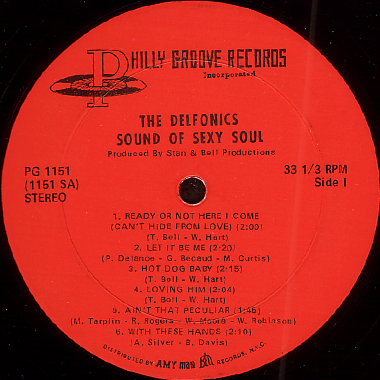 PHILLY GROOVE RECORDS
Incorporated
THE DELFONICS
SOUND OF SEXY SOUL
Produced by Stan & Bell Productions
PG 1151
(1151 SA)
STEREO
33 1/3 RPM
Side I
1. READY OR NOT HERE I COME
(CAN'T HIDE FROM LOVE) (2:00)
(T. Bell - W. Hart)
2. LET IT BE ME (2:20)
(P. Delanoe - G. Becaud - M. Curtis)
3. HOT DOG BABY (2:15)
(T. Bell - W. Hart)
4. LOVING HIM (2:04)
(T. Bell - W. Hart)
5. AIN'T THAT PECULIAR (1:45)
(M. Tarplin - R. Rogers - W. Moore - W. Robinson)
6. WITH THESE HANDS (2:10)
(A. Silver - B. Davis)
DISTRIBUTED BY AMY MALA BELL RECORDS, N.Y.C.